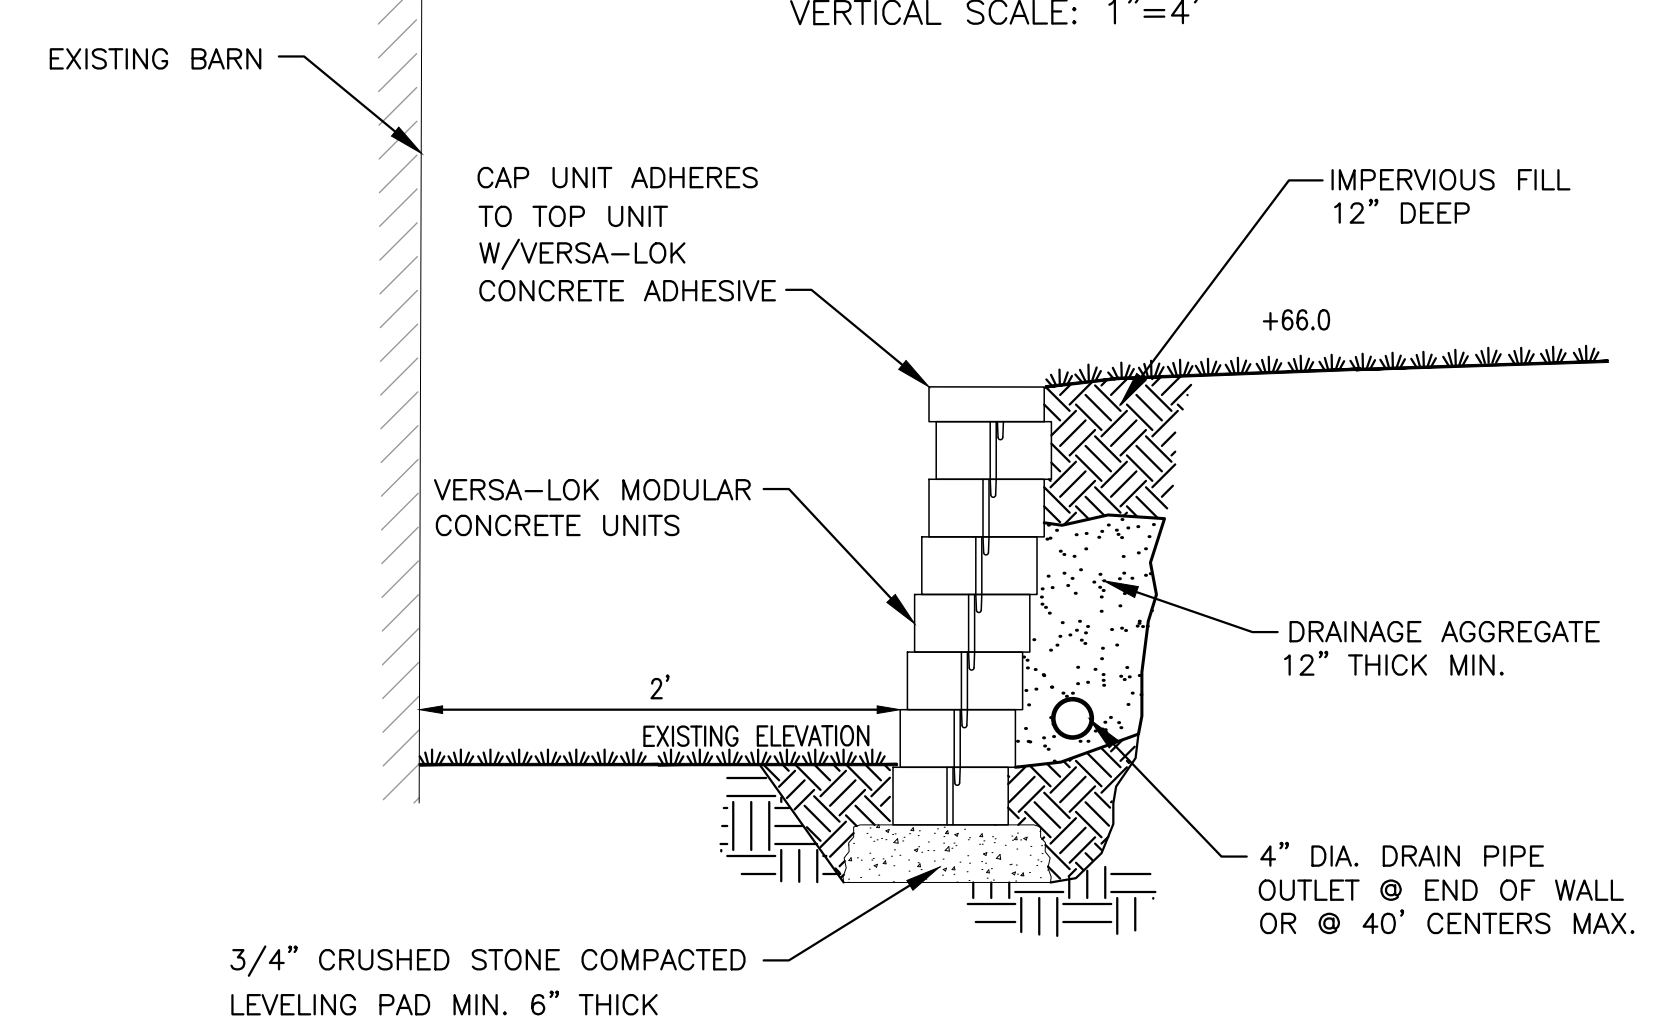 VERTICAL SCALE: 1"=4'
EXISTING BARN
CAP UNIT ADHERES
TO TOP UNIT
W/VERSA-LOK
CONCRETE ADHESIVE
IMPERVIOUS FILL
12" DEEP
+66.0
VERSA-LOK MODULAR
CONCRETE UNITS
DRAINAGE AGGREGATE
12" THICK MIN.
2'
EXISTING ELEVATION
4" DIA. DRAIN PIPE
OUTLET @ END OF WALL
OR @ 40' CENTERS MAX.
3/4" CRUSHED STONE COMPACTED
LEVELING PAD MIN. 6" THICK